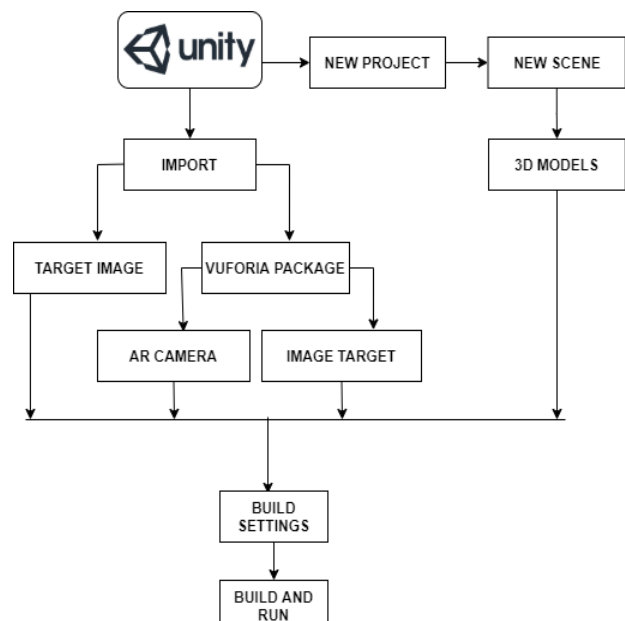 unity
NEW PROJECT
NEW SCENE
IMPORT
3D MODELS
TARGET IMAGE
VUFORIA PACKAGE
AR CAMERA
IMAGE TARGET
BUILD
SETTINGS
BUILD AND
RUN